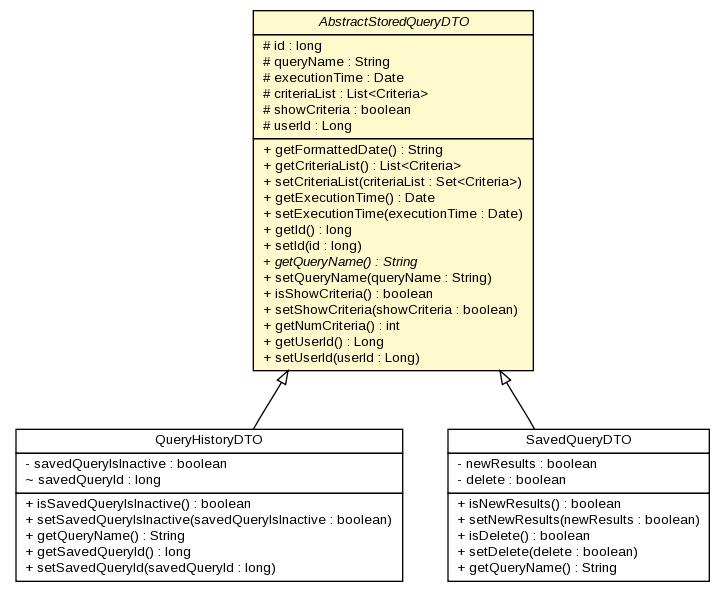 AbstractStoredQueryDTO
# id : long
# queryName : String
# executionTime : Date
# criteriaList : List<Criteria>
# showCriteria : boolean
# userId : Long
+ getFormattedDate() : String
+ getCriteriaList() : List<Criteria>
+ setCriteriaList(criteriaList : Set<Criteria>)
+ getExecutionTime() : Date
+ setExecutionTime(executionTime : Date)
+ getId() : long
+ setId(id : long)
+ getQueryName() : String
+ setQueryName(queryName : String)
+ isShowCriteria() : boolean
+ setShowCriteria(showCriteria : boolean)
+ getNumCriteria() : int
+ getUserId() : Long
+ setUserId(userId : Long)
QueryHistoryDTO
- savedQueryIsInactive : boolean
~ savedQueryId : long
+ isSavedQueryIsInactive() : boolean
+ setSavedQueryIsInactive(savedQueryIsInactive : boolean)
+ getQueryName() : String
+ getSavedQueryId() : long
+ setSavedQueryId(savedQueryId : long)
SavedQueryDTO
- newResults : boolean
- delete : boolean
+ isNewResults() : boolean
+ setNewResults(newResults : boolean)
+ isDelete() : boolean
+ setDelete(delete : boolean)
+ getQueryName() : String